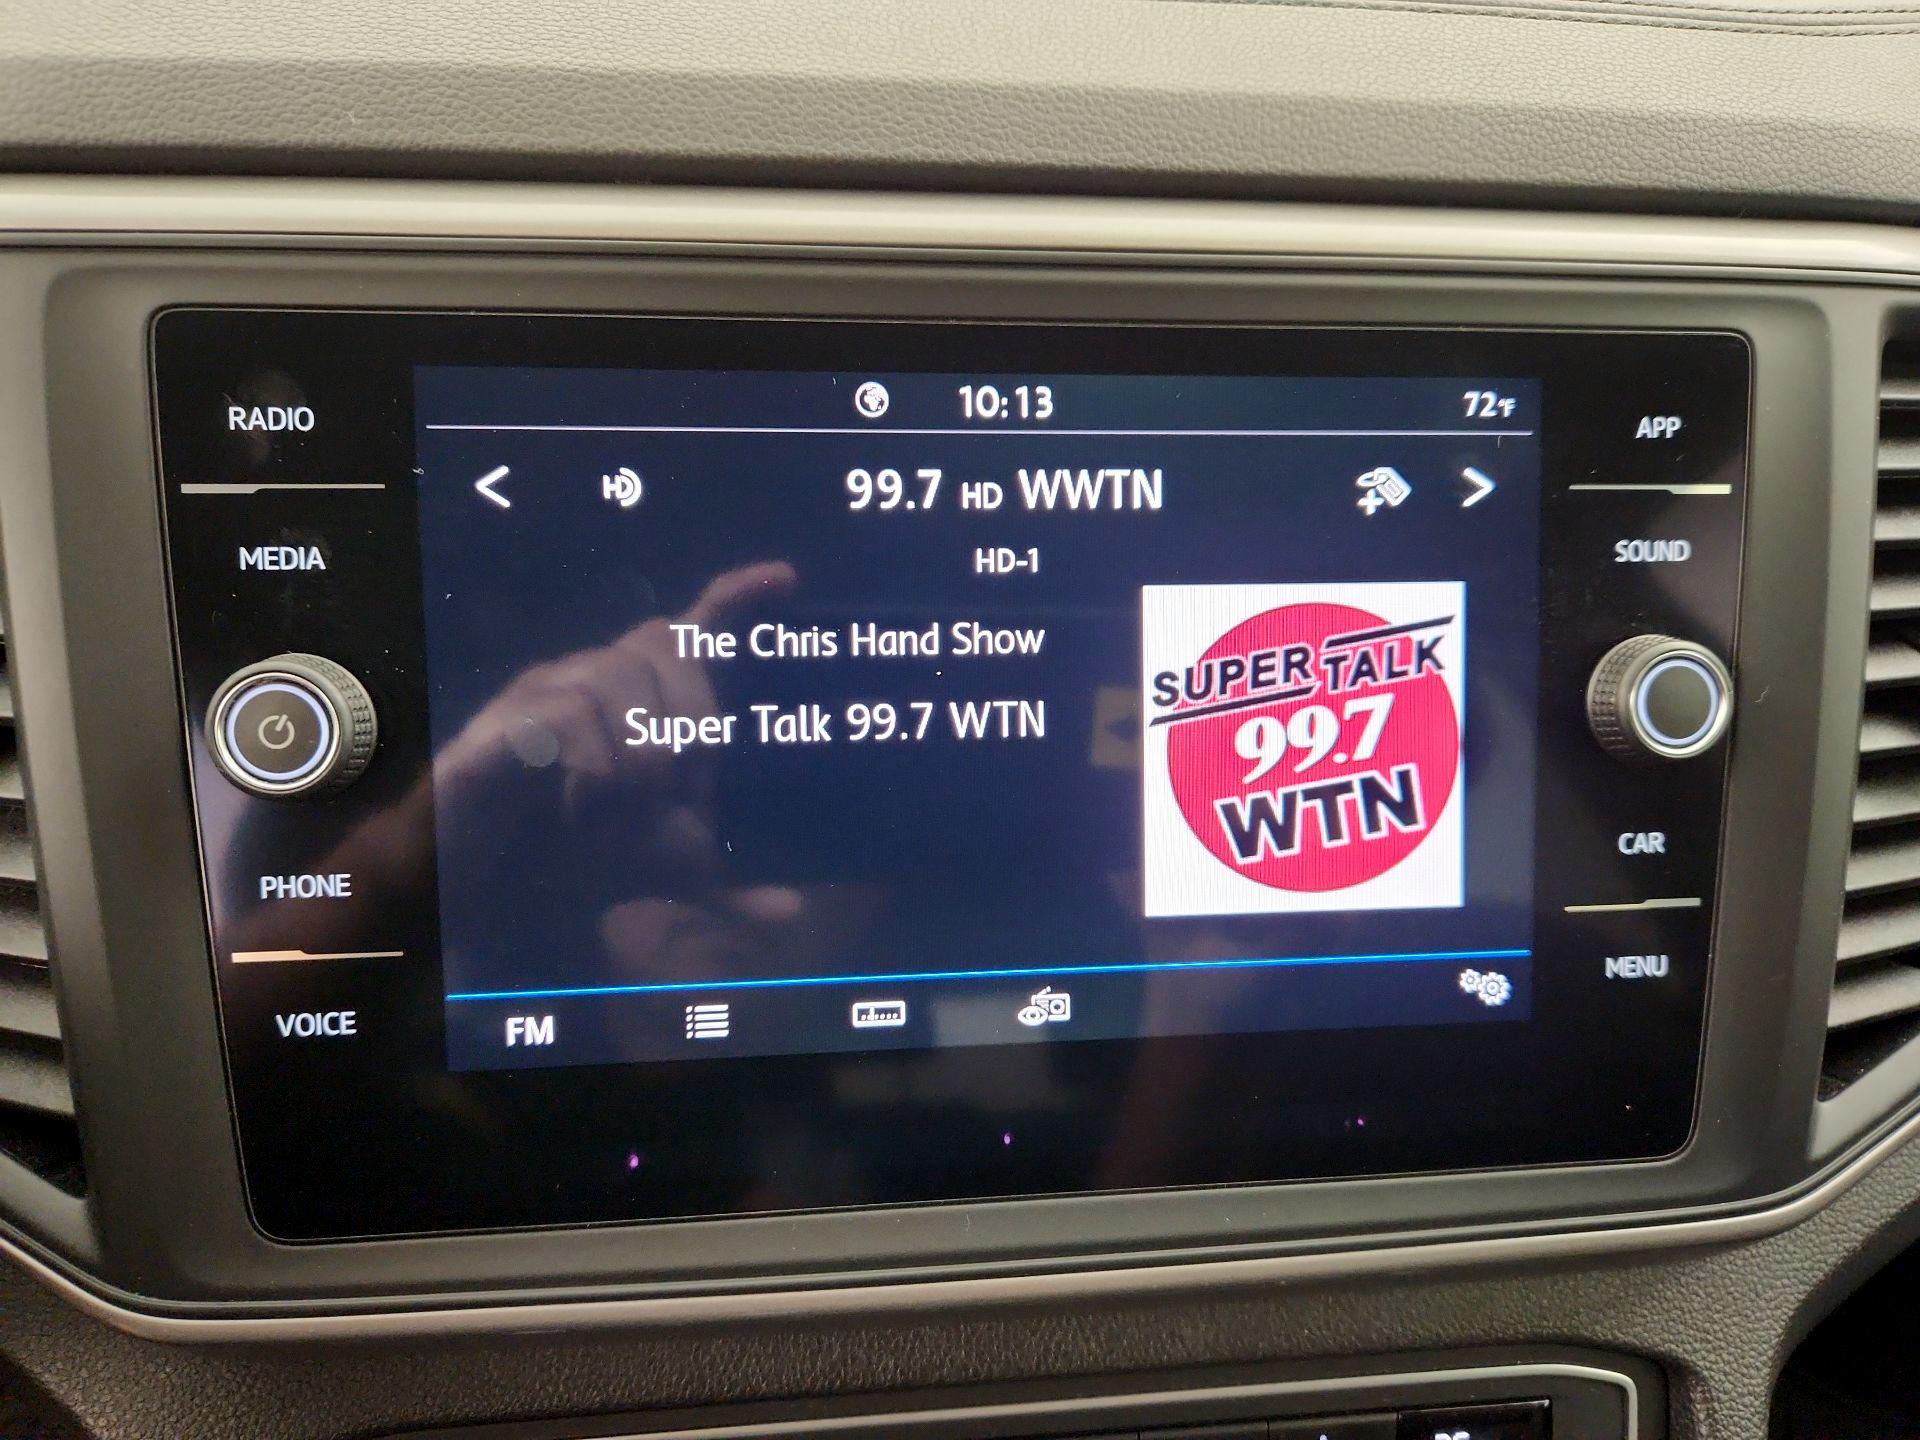 10:13
72°F
RADIO
MEDIA
PHONE
VOICE
HD
99.7 HD WWTN
HD-1
The Chris Hand Show
Super Talk 99.7 WTN
SUPER TALK
99.7
WTN
FM
APP
SOUND
CAR
MENU